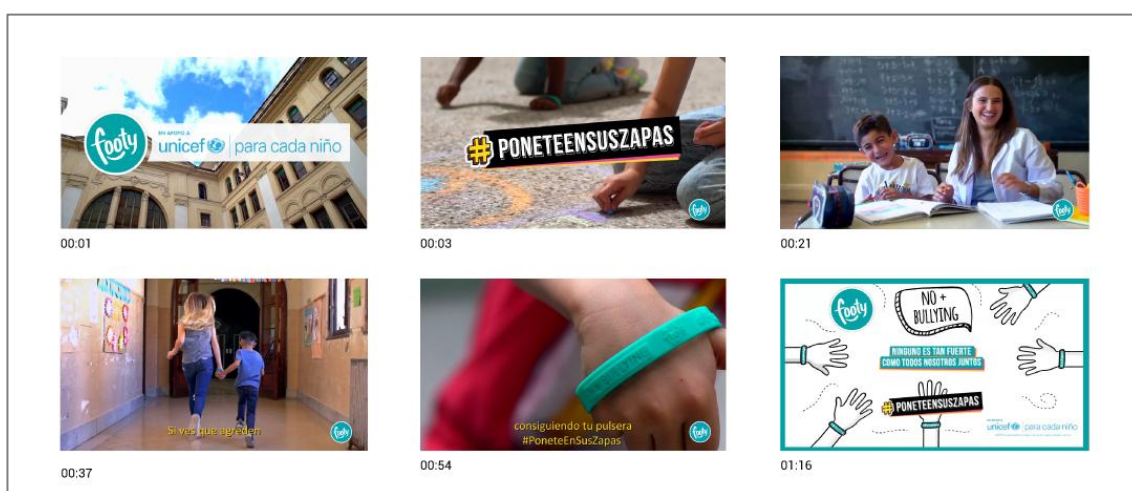 footy
EN APOYO A
unicef para cada niño
00:01
#PONETEENSUSZAPAS
footy
00:03
footy
00:21
Si ves que agreden
footy
00:37
consiguiendo tu pulsera
#PoneteEnSusZapas
footy
00:54
footy
NO +
BULLYING
NINGUNO ES TAN FUERTE
COMO TODOS NOSOTROS JUNTOS
#PONETEENSUSZAPAS
unicef para cada niño
01:16